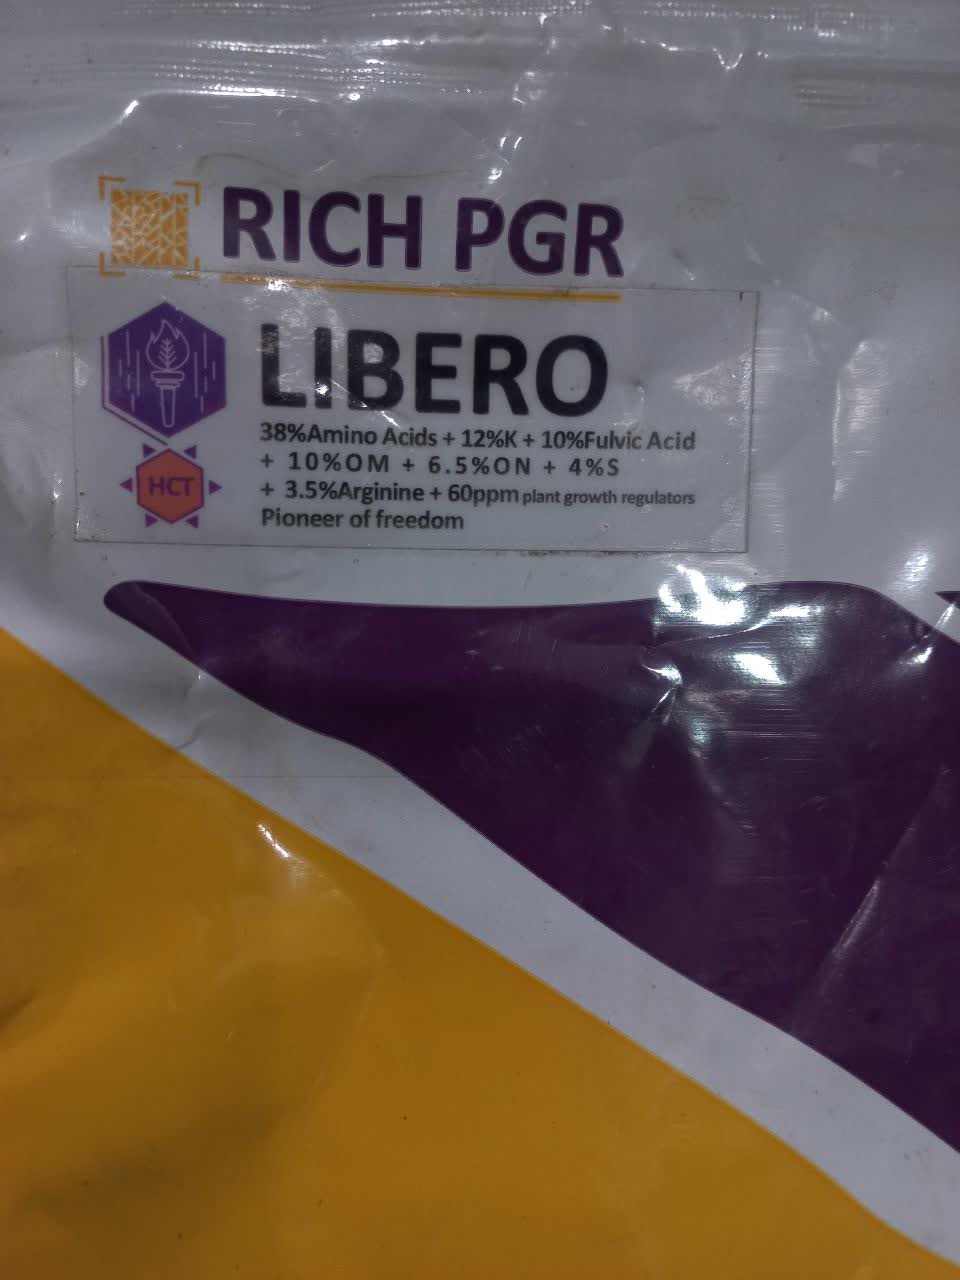 RICH PGR
LIBERO
38%Amino Acids + 12%K + 10%Fulvic Acid
+ 10%OM + 6.5%ON + 4%S
HCT
+ 3.5%Arginine + 60ppm plant growth regulators
Pioneer of freedom